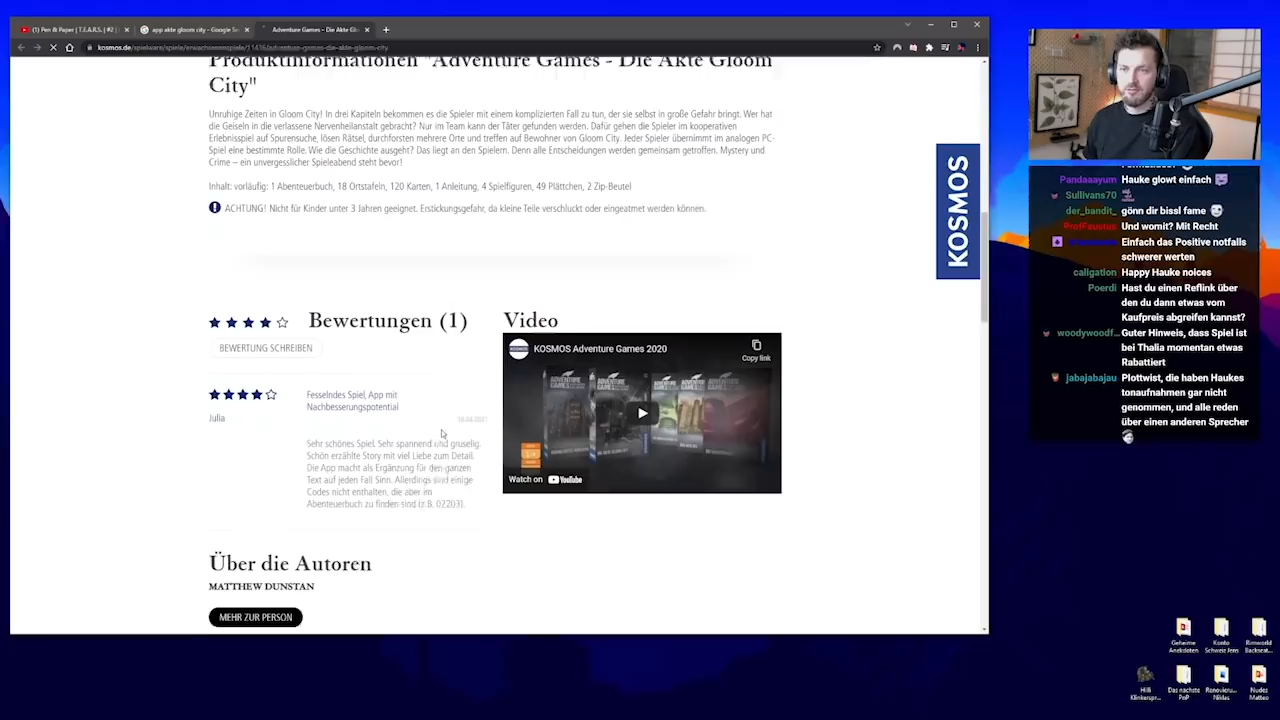 (1) Pen & Paper | T.E.A.R.S. | #2 |
app akte gloom city - Google Se
Adventure Games - Die Akte Glo
kosmos.de/spielware/spiele/erwachsenenspiele/11436/adventure-games-die-akte-gloom-city
Produktinformationen "Adventure Games - Die Akte Gloom
City"
Unruhige Zeiten in Gloom City! In drei Kapiteln bekommen es die Spieler mit einem komplizierten Fall zu tun, der sie selbst in große Gefahr bringt. Wer hat
die Geiseln in die verlassene Nervenheilanstalt gebracht? Nur im Team kann der Täter gefunden werden. Dafür gehen die Spieler im kooperativen
Erlebnisspiel auf Spurensuche, lösen Rätsel, durchforsten mehrere Orte und treffen auf Bewohner von Gloom City. Jeder Spieler übernimmt im analogen PC-
Spiel eine bestimmte Rolle. Wie die Geschichte ausgeht? Das liegt an den Spielern. Denn alle Entscheidungen werden gemeinsam getroffen. Mystery und
Crime – ein unvergesslicher Spieleabend steht bevor!
Inhalt: vorläufig: 1 Abenteuerbuch, 18 Ortstafeln, 120 Karten, 1 Anleitung, 4 Spielfiguren, 49 Plättchen, 2 Zip-Beutel
ACHTUNG! Nicht für Kinder unter 3 Jahren geeignet. Erstickungsgefahr, da kleine Teile verschluckt oder eingeatmet werden können.
KOSMOS
Bewertungen (1)
BEWERTUNG SCHREIBEN
Julia
Fesselndes Spiel, App mit
Nachbesserungspotential
18.04.2021
Sehr schönes Spiel. Sehr spannend und gruselig.
Schön erzählte Story mit viel Liebe zum Detail.
Die App macht als Ergänzung für den ganzen
Text auf jeden Fall Sinn. Allerdings sind einige
Codes nicht enthalten, die aber im
Abenteuerbuch zu finden sind (z.B. 02203).
Video
KOSMOS Adventure Games 2020
Copy link
Watch on YouTube
Über die Autoren
MATTHEW DUNSTAN
MEHR ZUR PERSON
Pandaaayum Hauke glowt einfach
Sullivans70
der_bandit_ gönn dir bissl fame
ProfFaustus Und womit? Mit Recht
Einfach das Positive notfalls
schwerer werten
caligation Happy Hauke noices
Poerdi Hast du einen Reflink über
den du dann etwas vom
Kaufpreis abgreifen kannst?
woodywoodf... Guter Hinweis, dass Spiel ist
bei Thalia momentan etwas
Rabattiert
jabajabajau Plottwist, die haben Haukes
tonaufnahmen gar nicht
genommen, und alle reden
über einen anderen Sprecher
Geheime
Anekdoten
Konto
Schweiz Jens
Rimworld
Backseat...
Hilli
Klinkerspr...
Das nächste
PnP
Renovieru...
Niklas
Nudes
Matteo